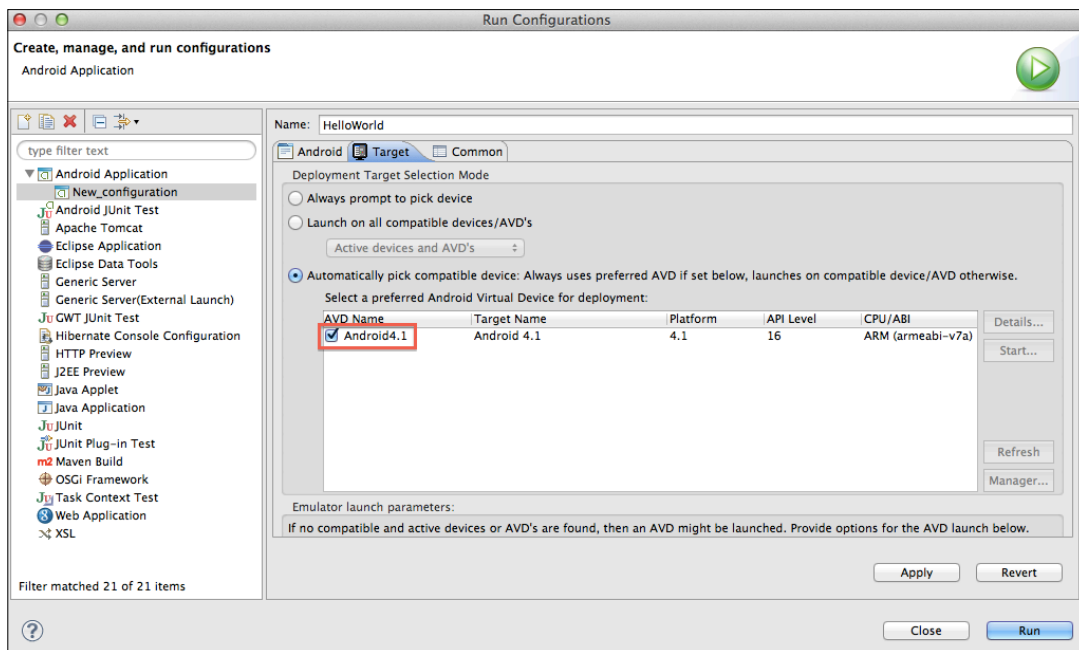 Run Configurations
Create, manage, and run configurations
Android Application
type filter text
Android Application
New_configuration
Android JUnit Test
Apache Tomcat
Eclipse Application
Eclipse Data Tools
Generic Server
Generic Server(External Launch)
GWT JUnit Test
Hibernate Console Configuration
HTTP Preview
J2EE Preview
Java Applet
Java Application
JUnit
JUnit Plug-in Test
Maven Build
OSGi Framework
Task Context Test
Web Application
XSL
Filter matched 21 of 21 items
Name: HelloWorld
Android Target Common
Deployment Target Selection Mode
Always prompt to pick device
Launch on all compatible devices/AVD's
Active devices and AVD's
Automatically pick compatible device: Always uses preferred AVD if set below, launches on compatible device/AVD otherwise.
Select a preferred Android Virtual Device for deployment:
AVD Name Target Name Platform API Level CPU/ABI
Android4.1 Android 4.1 4.1 16 ARM (armeabi-v7a)
Details...
Start...
Refresh
Manager...
Emulator launch parameters:
If no compatible and active devices or AVD's are found, then an AVD might be launched. Provide options for the AVD launch below.
Apply Revert
? Close Run